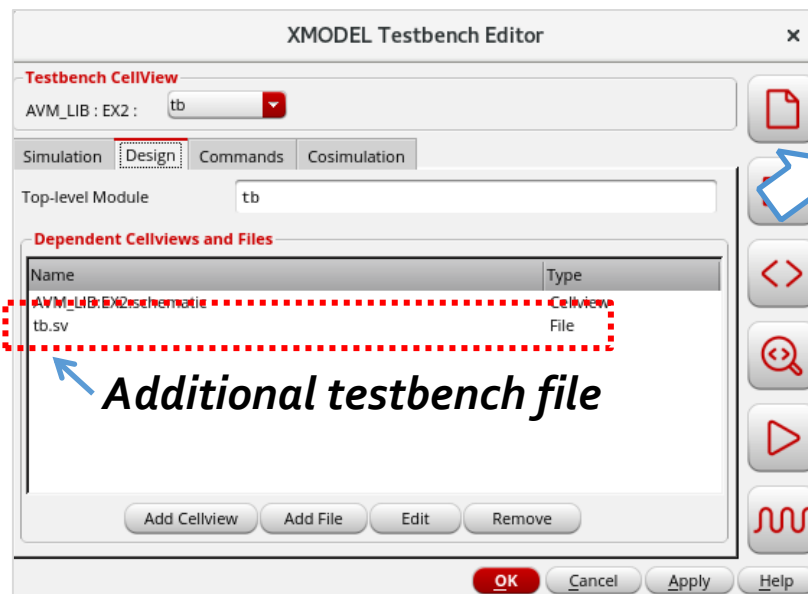 XMODEL Testbench Editor ×
Testbench CellView
AVM_LIB : EX2 : tb
Simulation Design Commands Cosimulation
Top-level Module tb
Dependent Cellviews and Files
Name Type
AVM_LIB:EX2:schematic Cellview
tb.sv File
Additional testbench file
Add Cellview Add File Edit Remove
OK Cancel Apply Help